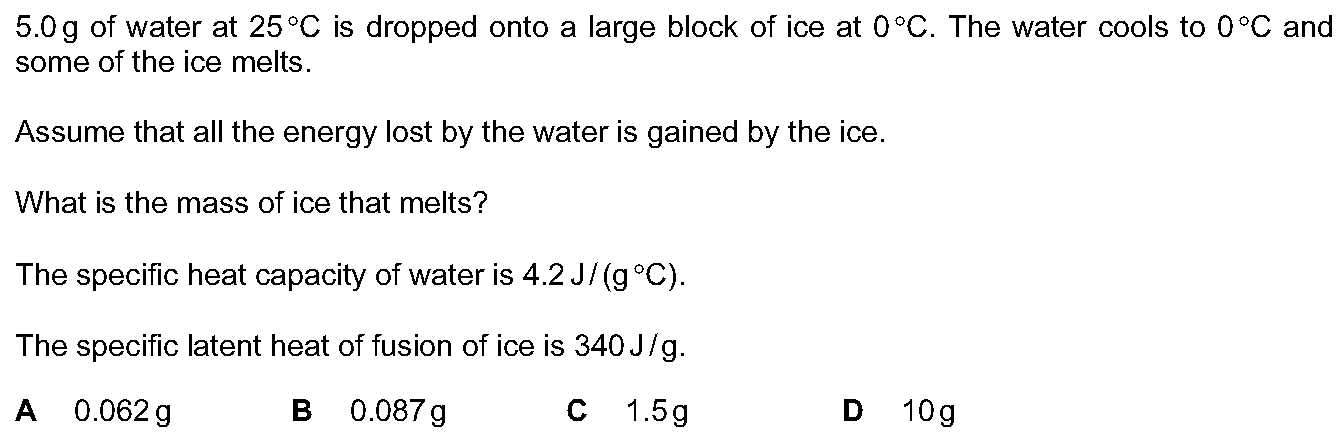 5.0 g of water at 25 °C is dropped onto a large block of ice at 0 °C. The water cools to 0 °C and
some of the ice melts.
Assume that all the energy lost by the water is gained by the ice.
What is the mass of ice that melts?
The specific heat capacity of water is 4.2 J/(g °C).
The specific latent heat of fusion of ice is 340 J/g.
A 0.062 g B 0.087 g C 1.5 g D 10 g